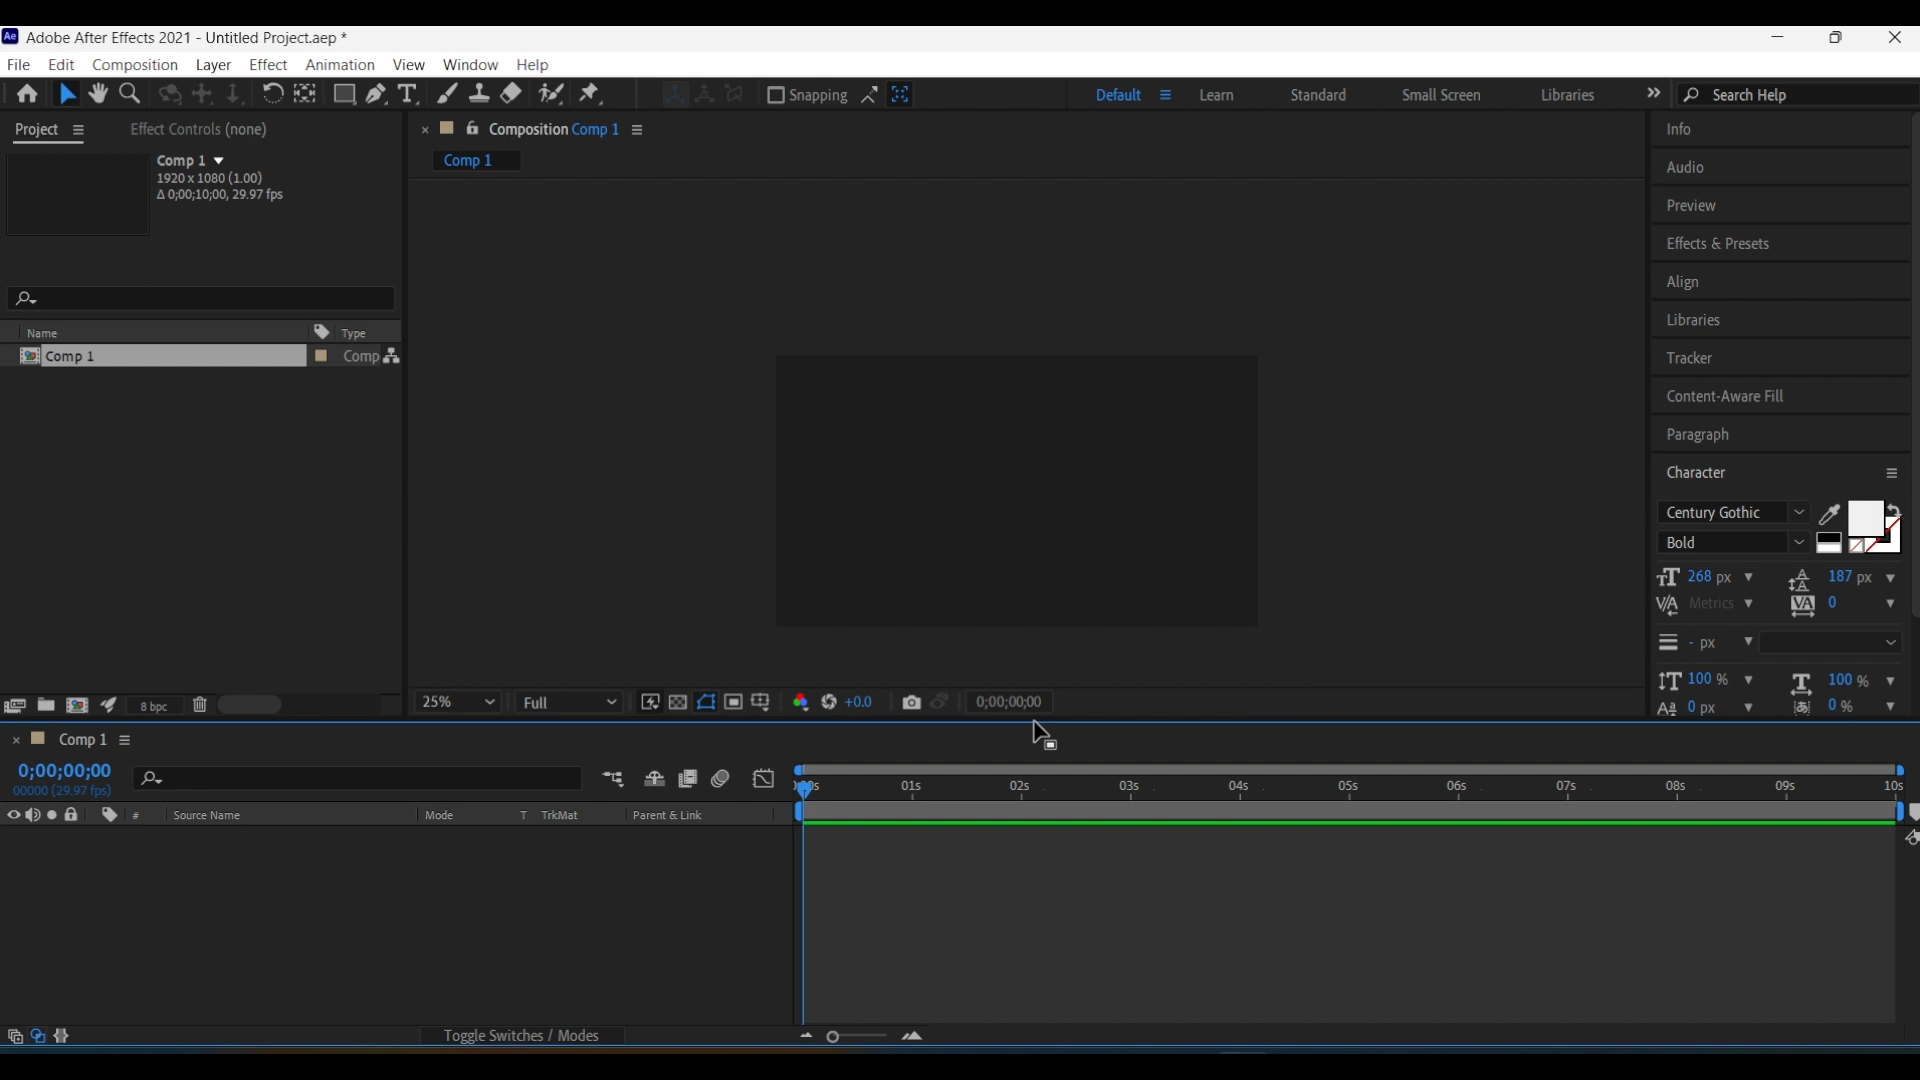 Ae Adobe After Effects 2021 - Untitled Project.aep *
File Edit Composition Layer Effect Animation View Window Help
Snapping Default Learn Standard Small Screen Libraries Search Help
Project Effect Controls (none)
Comp 1
1920 x 1080 (1.00)
Δ 0;00;10;00, 29.97 fps
Name Type
Comp 1 Comp
8 bpc
Composition Comp 1
Comp 1
25% Full +0.0 0;00;00;00
Info
Audio
Preview
Effects & Presets
Align
Libraries
Tracker
Content-Aware Fill
Paragraph
Character
Century Gothic
Bold
268 px 187 px
Metrics 0
- px
100 % 100 %
0 px 0 %
Comp 1
0;00;00;00
00000 (29.97 fps)
01s 02s 03s 04s 05s 06s 07s 08s 09s 10s
# Source Name Mode T TrkMat Parent & Link
Toggle Switches / Modes